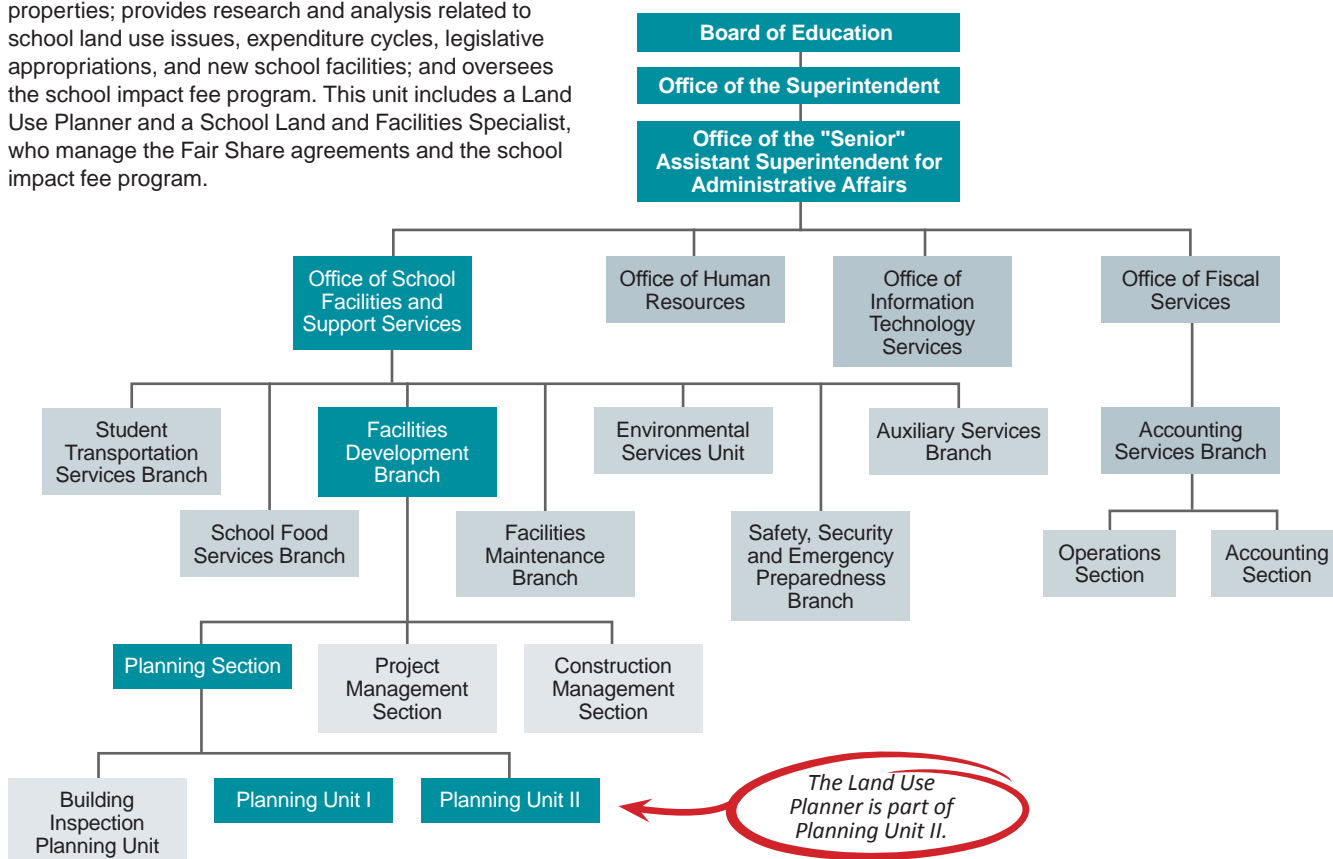 properties; provides research and analysis related to
school land use issues, expenditure cycles, legislative
appropriations, and new school facilities; and oversees
the school impact fee program. This unit includes a Land
Use Planner and a School Land and Facilities Specialist,
who manage the Fair Share agreements and the school
impact fee program.
Board of Education
Office of the Superintendent
Office of the "Senior"
Assistant Superintendent for
Administrative Affairs
Office of School
Facilities and
Support Services
Office of Human
Resources
Office of
Information
Technology
Services
Office of Fiscal
Services
Student
Transportation
Services Branch
Facilities
Development
Branch
Environmental
Services Unit
Auxiliary Services
Branch
Accounting
Services Branch
School Food
Services Branch
Facilities
Maintenance
Branch
Safety, Security
and Emergency
Preparedness
Branch
Operations
Section
Accounting
Section
Planning Section
Project
Management
Section
Construction
Management
Section
Building
Inspection
Planning Unit
Planning Unit I
Planning Unit II
The Land Use
Planner is part of
Planning Unit II.